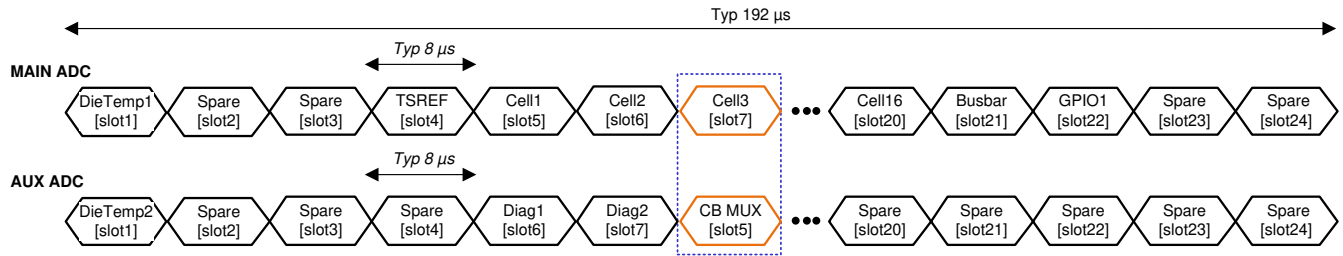 Typ 192 µs
Typ 8 µs
MAIN ADC
DieTemp1 Spare Spare TSREF Cell1 Cell2 Cell3 Cell16 Busbar GPIO1 Spare Spare
[slot1] [slot2] [slot3] [slot4] [slot5] [slot6] [slot7] [slot20] [slot21] [slot22] [slot23] [slot24]
Typ 8 µs
AUX ADC
DieTemp2 Spare Spare Spare Diag1 Diag2 CB MUX Spare Spare Spare Spare Spare
[slot1] [slot2] [slot3] [slot4] [slot6] [slot7] [slot5] [slot20] [slot21] [slot22] [slot23] [slot24]